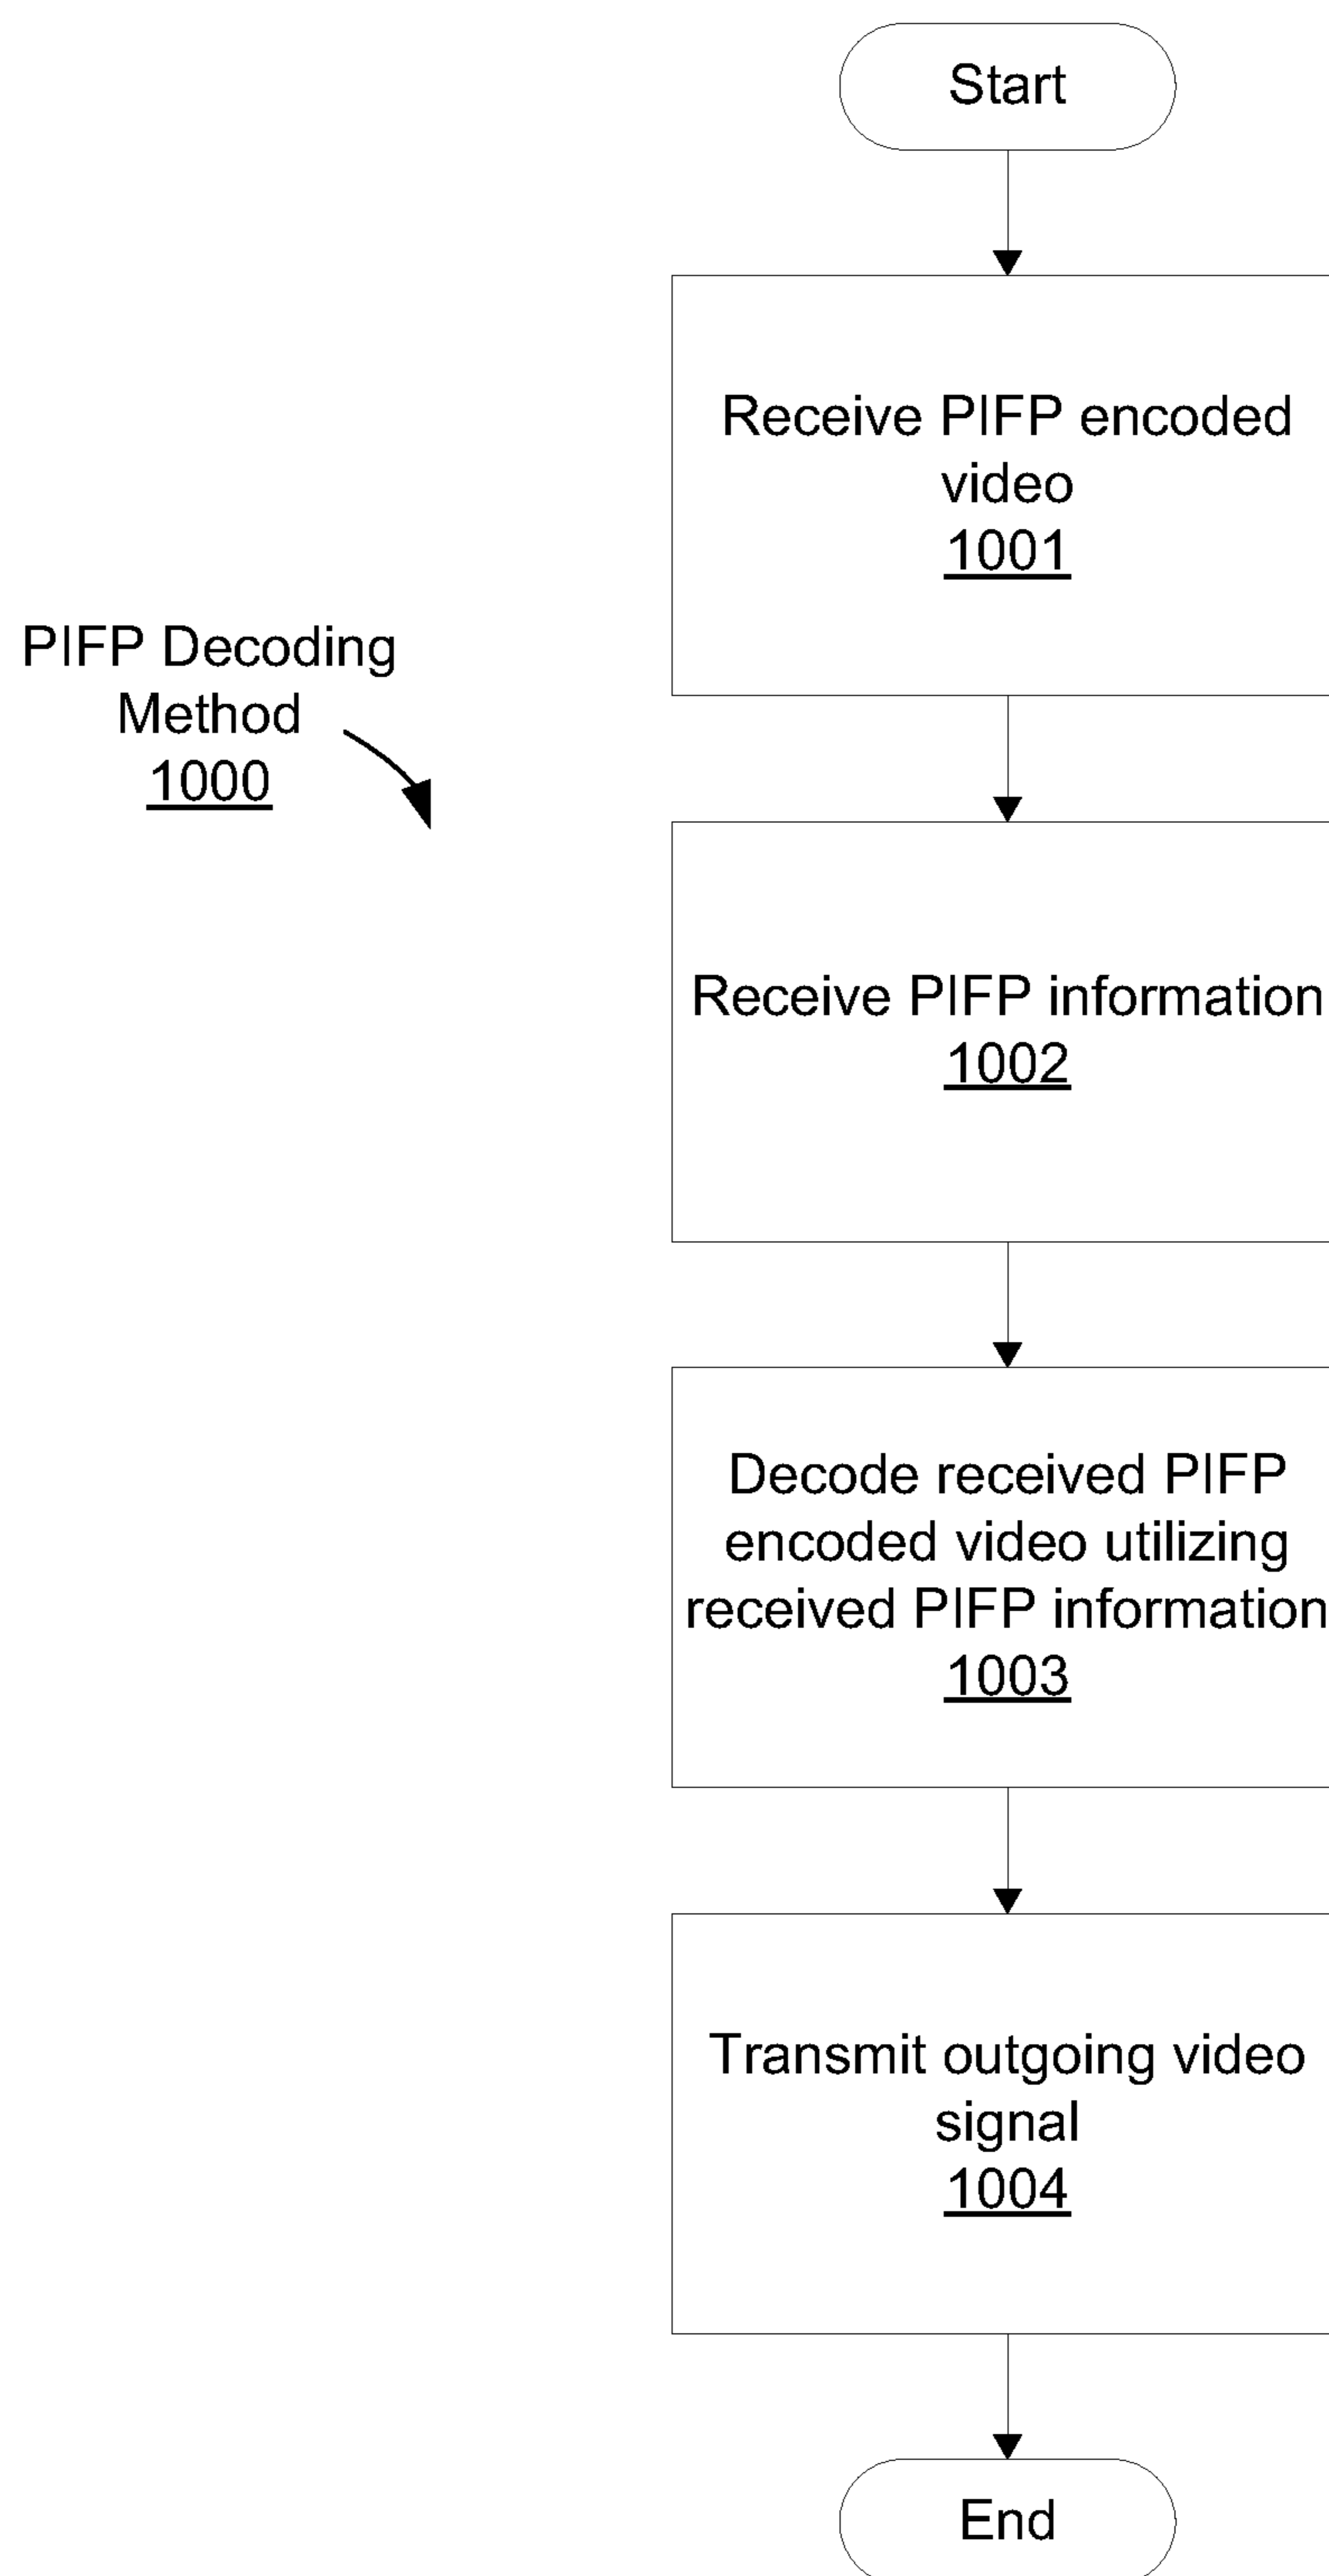 Start
Receive PIFP encoded
video
1001
PIFP Decoding
Method
1000
Receive PIFP information
1002
Decode received PIFP
encoded video utilizing
received PIFP information
1003
Transmit outgoing video
signal
1004
End